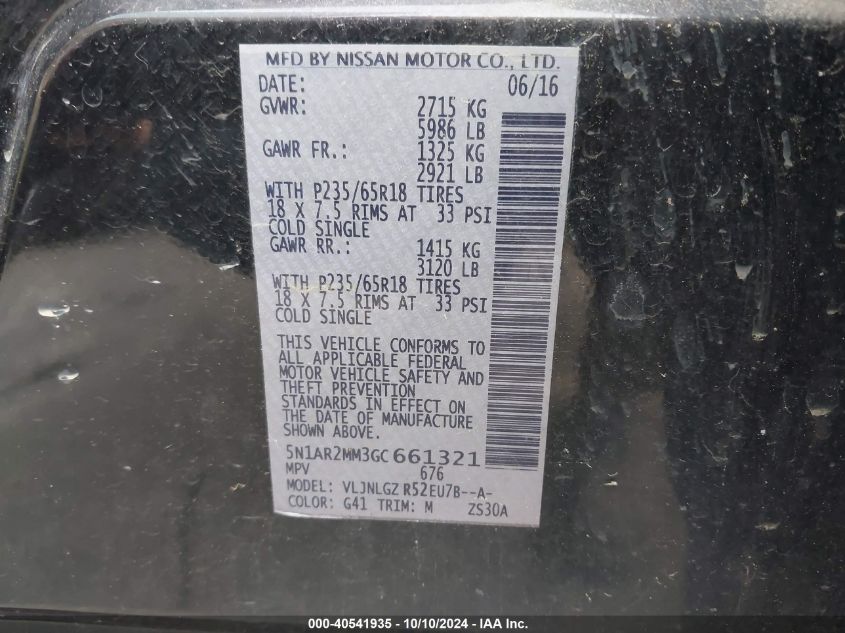 MFD BY NISSAN MOTOR CO., LTD.
DATE: 06/16
GVWR: 2715 KG
5986 LB
GAWR FR.: 1325 KG
2921 LB
WITH P235/65R18 TIRES
18 X 7.5 RIMS AT 33 PSI
COLD SINGLE
GAWR RR.: 1415 KG
3120 LB
WITH P235/65R18 TIRES
18 X 7.5 RIMS AT 33 PSI
COLD SINGLE
THIS VEHICLE CONFORMS TO
ALL APPLICABLE FEDERAL
MOTOR VEHICLE SAFETY AND
THEFT PREVENTION
STANDARDS IN EFFECT ON
THE DATE OF MANUFACTURE
SHOWN ABOVE.
5N1AR2MM3GC661321
MPV 676
MODEL: VLJNLGZ R52EU7B--A-
COLOR: G41 TRIM: M ZS30A
000-40541935 - 10/10/2024 - IAA Inc.